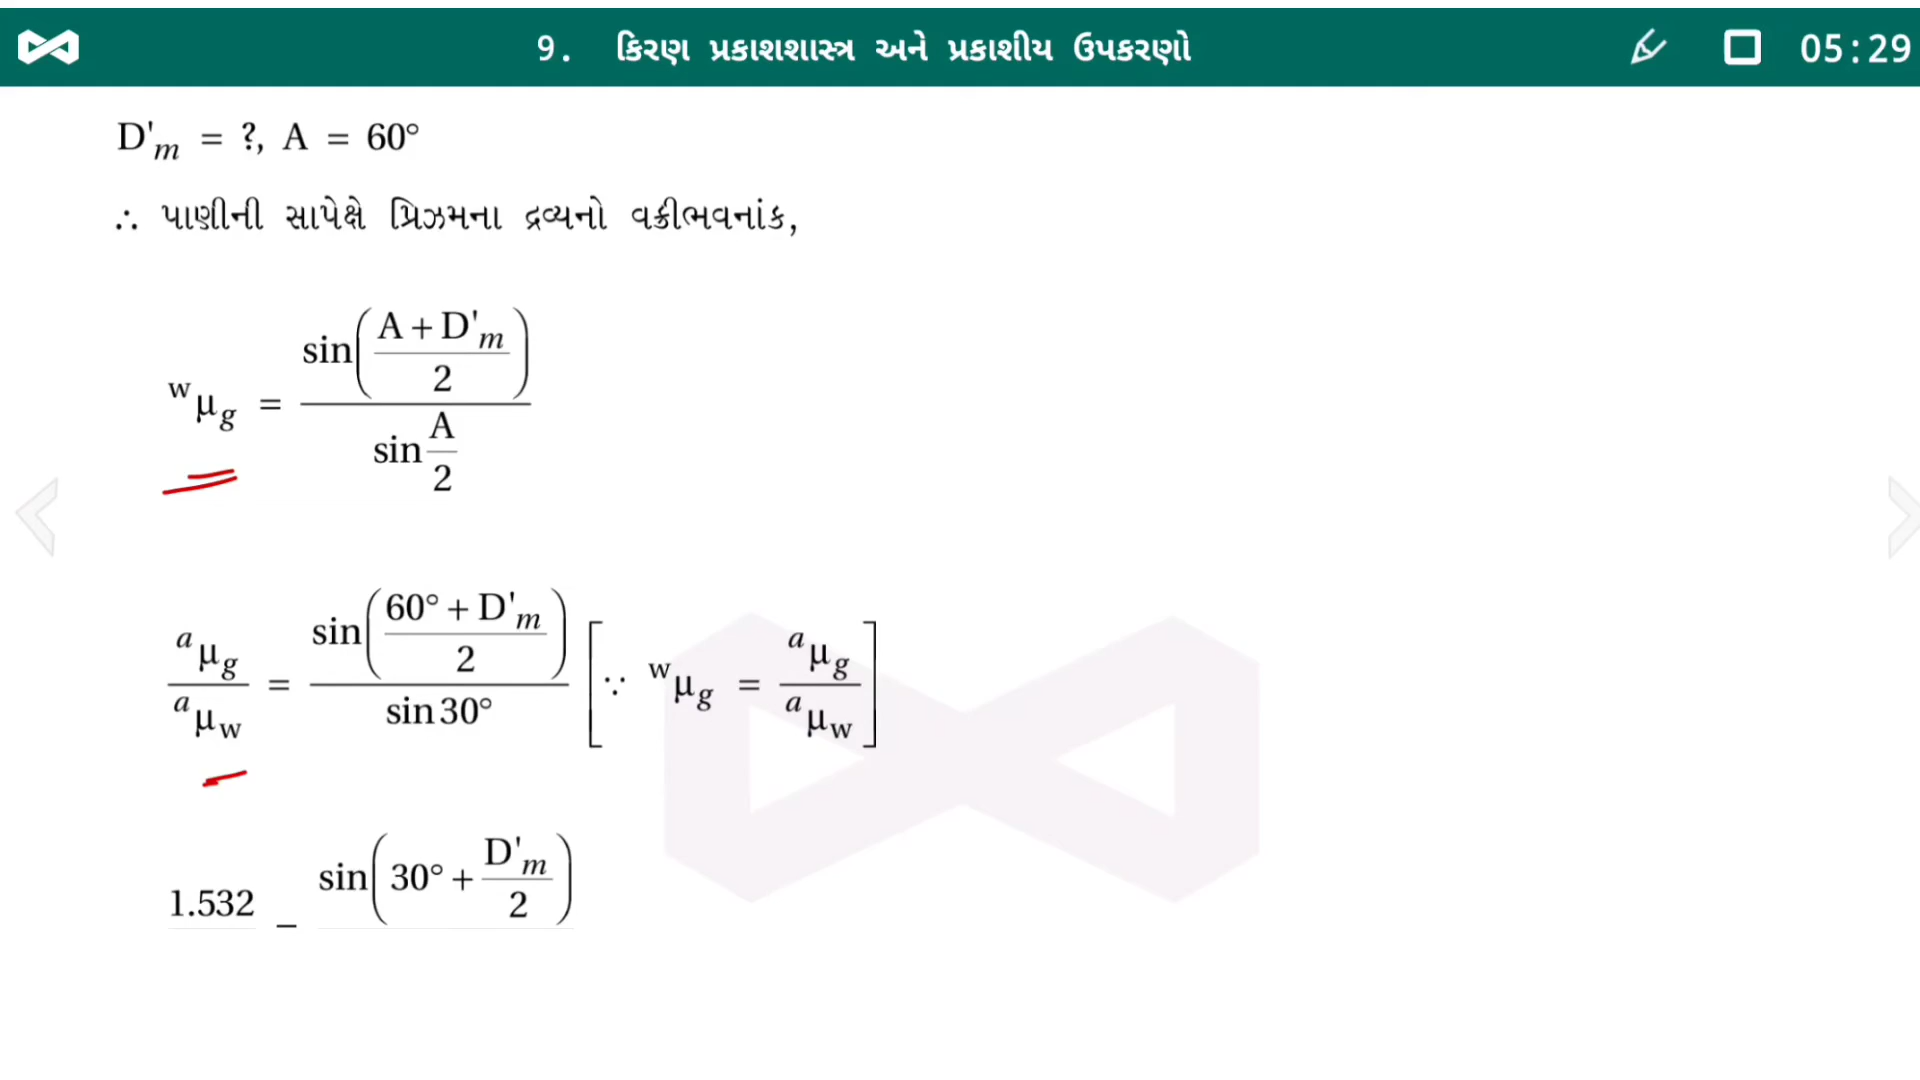 9. કિરણ પ્રકાશશાસ્ત્ર અને પ્રકાશીય ઉપકરણો 05:29
D'm = ?, A = 60°
∴ પાણીની સાપેક્ષે પ્રિઝમના દ્રવ્યનો વક્રીભવનાંક,
ʷμg = sin((A + D'm)/2) / sin(A/2)
ᵃμg/ᵃμw = sin((60° + D'm)/2) / sin 30° [∵ ʷμg = ᵃμg/ᵃμw]
1.532 = sin(30° + D'm/2)